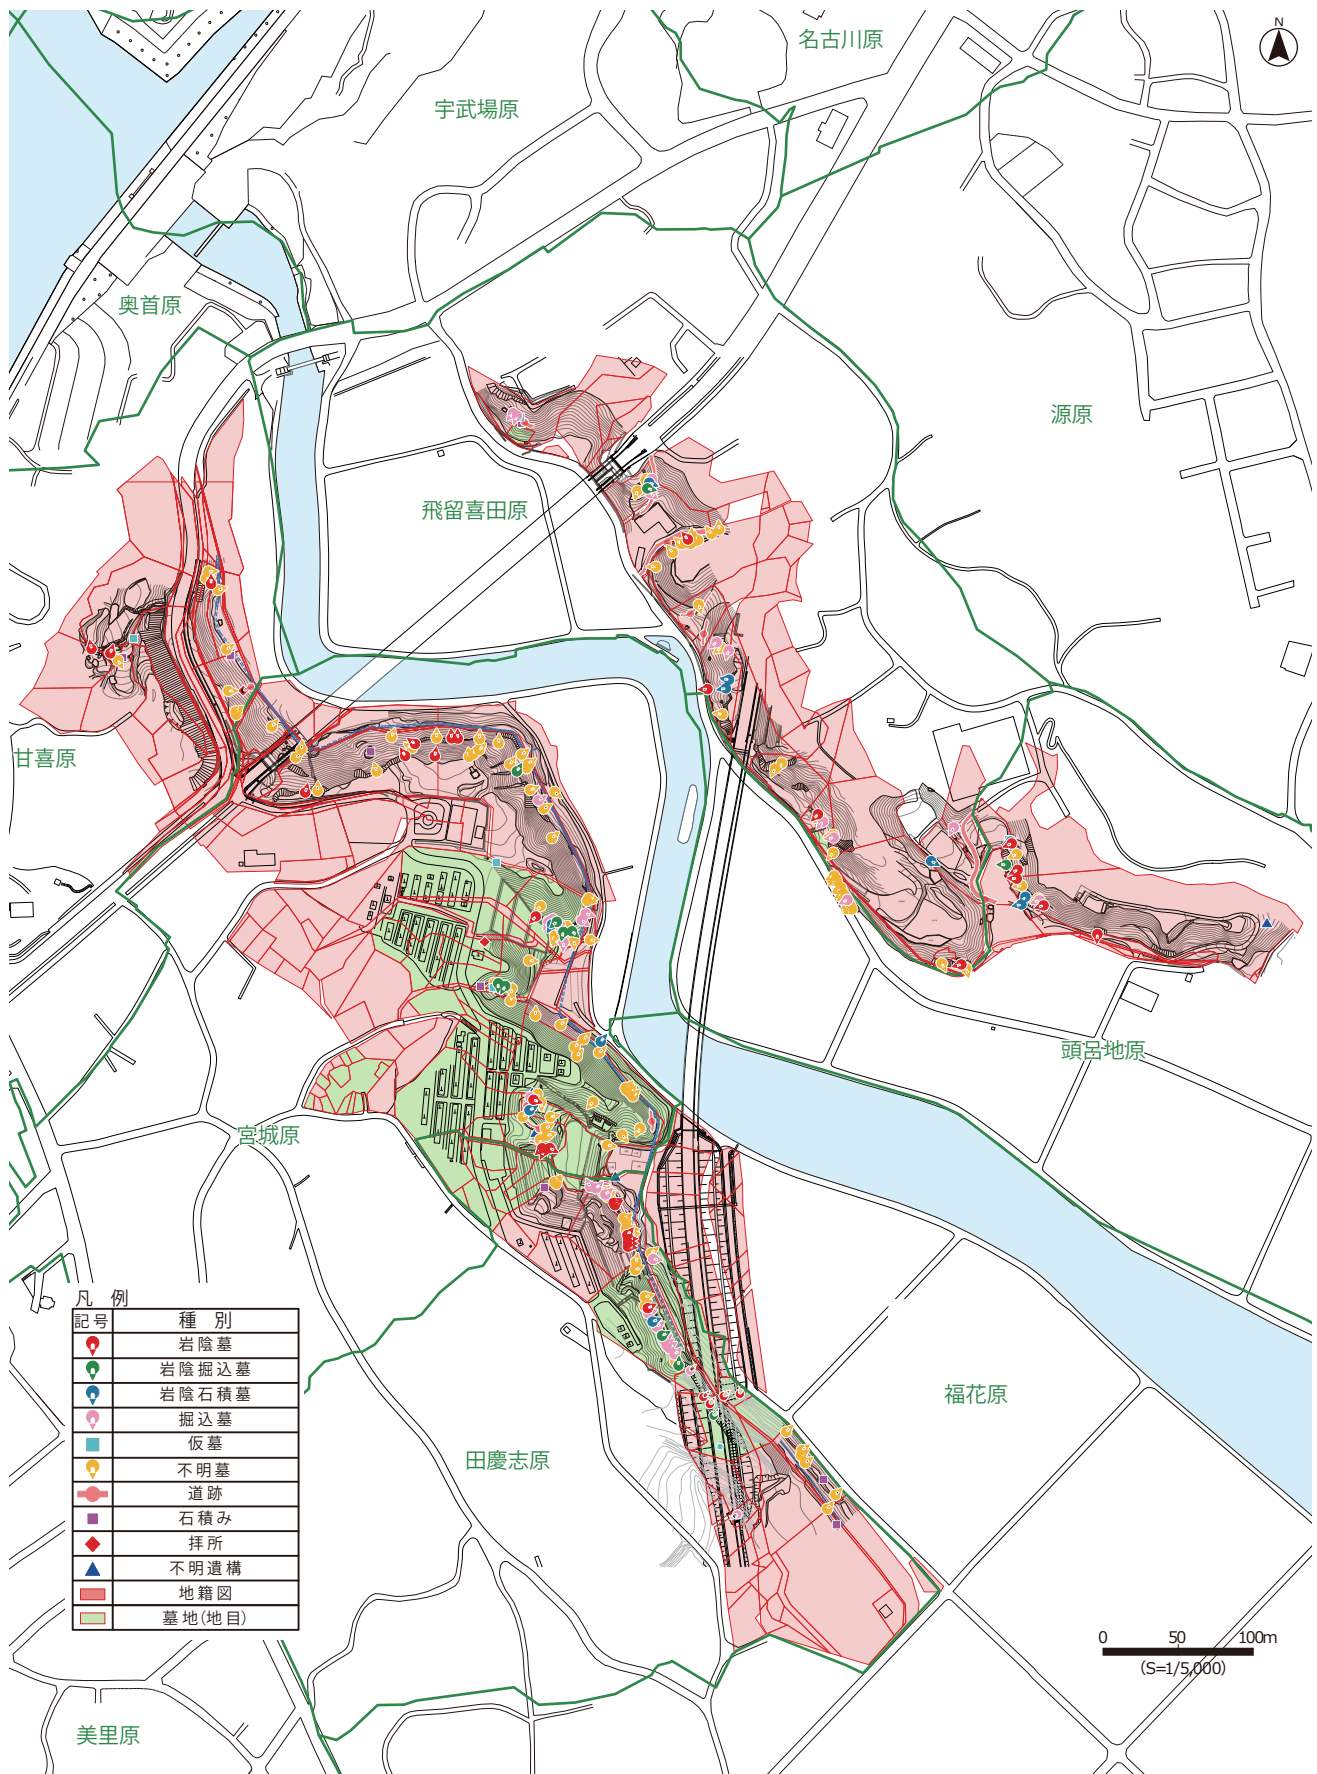 名古川原
N
宇武場原
奥首原
源原
飛留喜田原
甘喜原
頭呂地原
宮城原
福花原
田慶志原
美里原
凡 例
記号 種 別
岩陰墓
岩陰掘込墓
岩陰石積墓
掘込墓
仮墓
不明墓
道跡
石積み
拝所
不明遺構
地籍図
墓地(地目)
0 50 100m
(S=1/5,000)